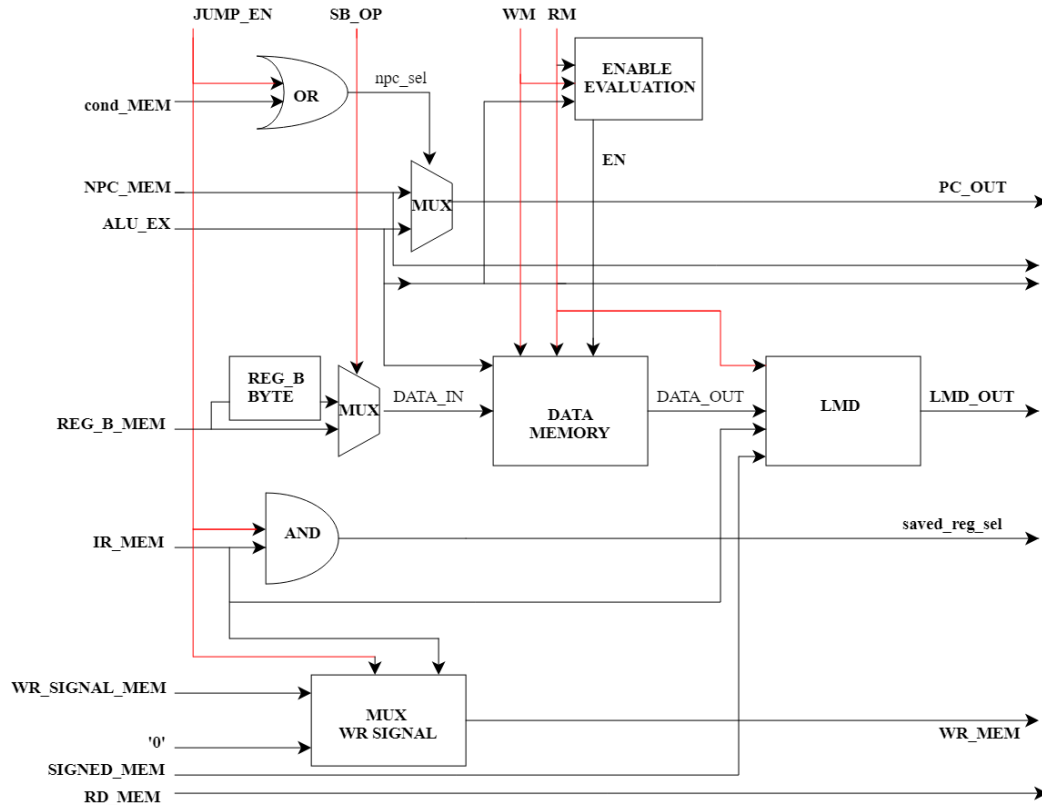 JUMP_EN
SB_OP
WM
RM
ENABLE
EVALUATION
npc_sel
OR
cond_MEM
EN
NPC_MEM
PC_OUT
MUX
ALU_EX
REG_B
BYTE
MUX
DATA_IN
DATA_OUT
LMD
LMD_OUT
DATA
MEMORY
REG_B_MEM
saved_reg_sel
AND
IR_MEM
WR_SIGNAL_MEM
MUX
WR SIGNAL
WR_MEM
'0'
SIGNED_MEM
RD_MEM